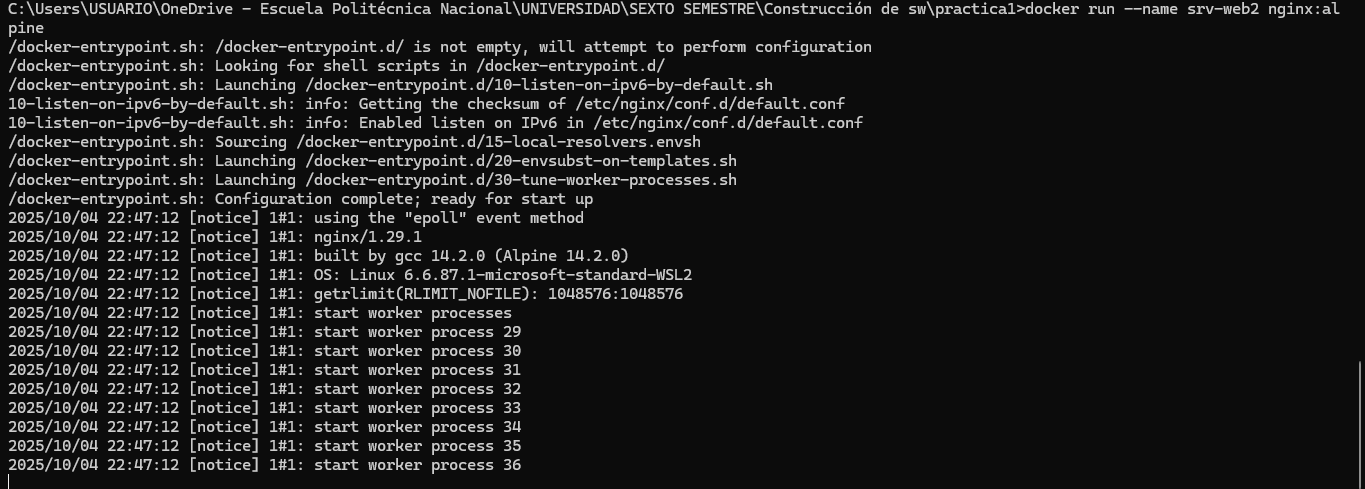 C:\Users\USUARIO\OneDrive - Escuela Politécnica Nacional\UNIVERSIDAD\SEXTO SEMESTRE\Construcción de sw\practica1>docker run --name srv-web2 nginx:al
pine
/docker-entrypoint.sh: /docker-entrypoint.d/ is not empty, will attempt to perform configuration
/docker-entrypoint.sh: Looking for shell scripts in /docker-entrypoint.d/
/docker-entrypoint.sh: Launching /docker-entrypoint.d/10-listen-on-ipv6-by-default.sh
10-listen-on-ipv6-by-default.sh: info: Getting the checksum of /etc/nginx/conf.d/default.conf
10-listen-on-ipv6-by-default.sh: info: Enabled listen on IPv6 in /etc/nginx/conf.d/default.conf
/docker-entrypoint.sh: Sourcing /docker-entrypoint.d/15-local-resolvers.envsh
/docker-entrypoint.sh: Launching /docker-entrypoint.d/20-envsubst-on-templates.sh
/docker-entrypoint.sh: Launching /docker-entrypoint.d/30-tune-worker-processes.sh
/docker-entrypoint.sh: Configuration complete; ready for start up
2025/10/04 22:47:12 [notice] 1#1: using the "epoll" event method
2025/10/04 22:47:12 [notice] 1#1: nginx/1.29.1
2025/10/04 22:47:12 [notice] 1#1: built by gcc 14.2.0 (Alpine 14.2.0)
2025/10/04 22:47:12 [notice] 1#1: OS: Linux 6.6.87.1-microsoft-standard-WSL2
2025/10/04 22:47:12 [notice] 1#1: getrlimit(RLIMIT_NOFILE): 1048576:1048576
2025/10/04 22:47:12 [notice] 1#1: start worker processes
2025/10/04 22:47:12 [notice] 1#1: start worker process 29
2025/10/04 22:47:12 [notice] 1#1: start worker process 30
2025/10/04 22:47:12 [notice] 1#1: start worker process 31
2025/10/04 22:47:12 [notice] 1#1: start worker process 32
2025/10/04 22:47:12 [notice] 1#1: start worker process 33
2025/10/04 22:47:12 [notice] 1#1: start worker process 34
2025/10/04 22:47:12 [notice] 1#1: start worker process 35
2025/10/04 22:47:12 [notice] 1#1: start worker process 36